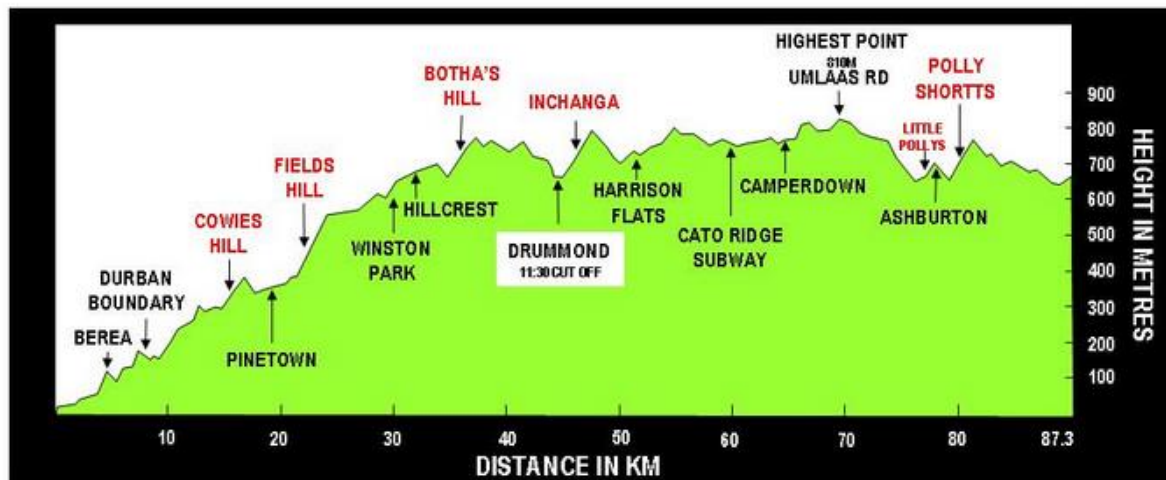 HIGHEST POINT
810M
UMLAAS RD
POLLY
SHORTTS
BOTHA'S
HILL
INCHANGA
LITTLE
POLLYS
FIELDS
HILL
COWIES
HILL
DURBAN
BOUNDARY
BEREA
PINETOWN
WINSTON
PARK
HILLCREST
DRUMMOND
11:30 CUT OFF
HARRISON
FLATS
CATO RIDGE
SUBWAY
CAMPERDOWN
ASHBURTON
900
800
700
600
500
400
300
200
100
HEIGHT IN METRES
10
20
30
40
50
60
70
80
87.3
DISTANCE IN KM